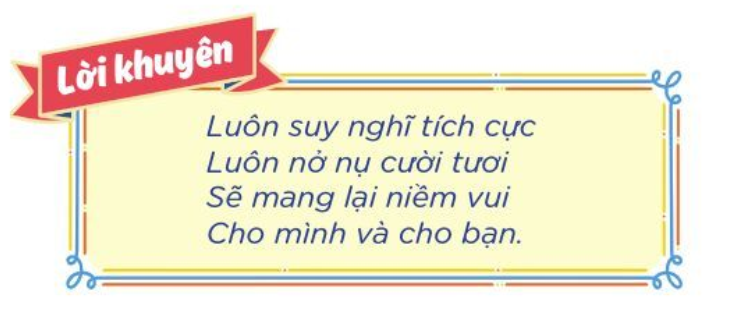 Lời khuyên
Luôn suy nghĩ tích cực
Luôn nở nụ cười tươi
Sẽ mang lại niềm vui
Cho mình và cho bạn.